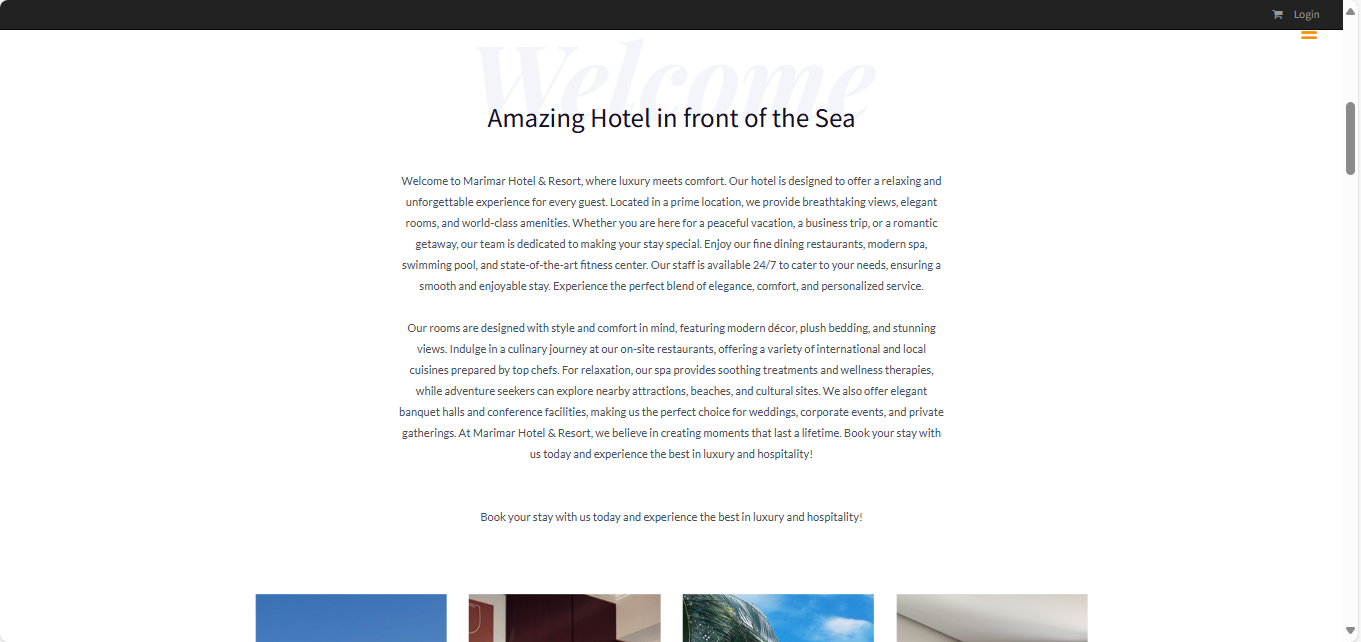 Login
Welcome
Amazing Hotel in front of the Sea
Welcome to Marimar Hotel & Resort, where luxury meets comfort. Our hotel is designed to offer a relaxing and
unforgettable experience for every guest. Located in a prime location, we provide breathtaking views, elegant
rooms, and world-class amenities. Whether you are here for a peaceful vacation, a business trip, or a romantic
getaway, our team is dedicated to making your stay special. Enjoy our fine dining restaurants, modern spa,
swimming pool, and state-of-the-art fitness center. Our staff is available 24/7 to cater to your needs, ensuring a
smooth and enjoyable stay. Experience the perfect blend of elegance, comfort, and personalized service.
Our rooms are designed with style and comfort in mind, featuring modern décor, plush bedding, and stunning
views. Indulge in a culinary journey at our on-site restaurants, offering a variety of international and local
cuisines prepared by top chefs. For relaxation, our spa provides soothing treatments and wellness therapies,
while adventure seekers can explore nearby attractions, beaches, and cultural sites. We also offer elegant
banquet halls and conference facilities, making us the perfect choice for weddings, corporate events, and private
gatherings. At Marimar Hotel & Resort, we believe in creating moments that last a lifetime. Book your stay with
us today and experience the best in luxury and hospitality!
Book your stay with us today and experience the best in luxury and hospitality!